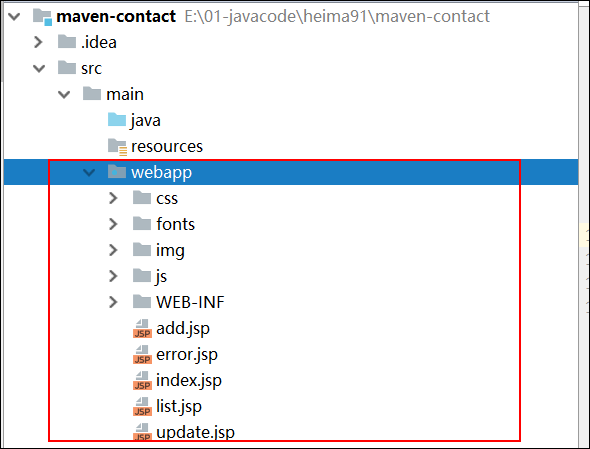 maven-contact E:\01-javacode\heima91\maven-contact
.idea
src
main
java
resources
webapp
css
fonts
img
js
WEB-INF
JSP add.jsp
JSP error.jsp
JSP index.jsp
JSP list.jsp
JSP update.jsp